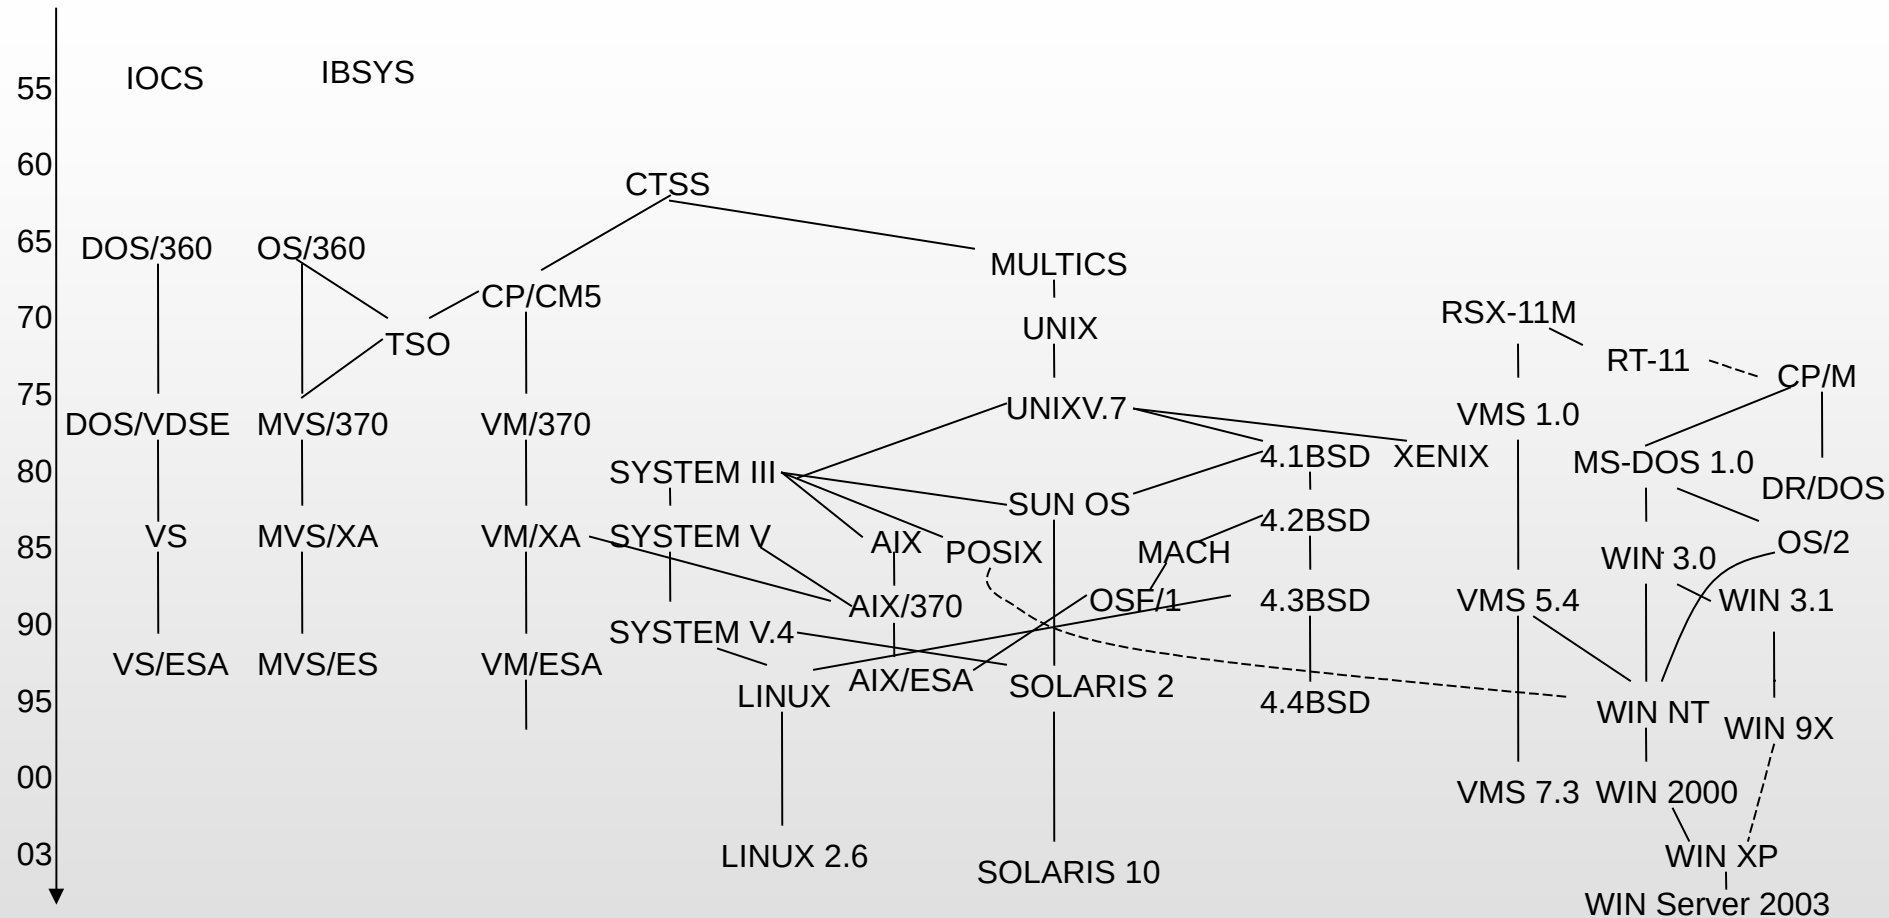 IOCS
IBSYS
55
60
CTSS
65
DOS/360
OS/360
MULTICS
CP/CM5
70
RSX-11M
UNIX
TSO
RT-11
CP/M
75
UNIXV.7
VMS 1.0
DOS/VDSE
MVS/370
VM/370
4.1BSD
XENIX
MS-DOS 1.0
80
SYSTEM III
DR/DOS
SUN OS
4.2BSD
VS
MVS/XA
VM/XA
SYSTEM V
85
AIX
POSIX
MACH
OS/2
WIN 3.0
AIX/370
OSF/1
4.3BSD
VMS 5.4
WIN 3.1
90
SYSTEM V.4
VS/ESA
MVS/ES
VM/ESA
AIX/ESA
SOLARIS 2
LINUX
95
4.4BSD
WIN NT
WIN 9X
00
VMS 7.3
WIN 2000
03
LINUX 2.6
SOLARIS 10
WIN XP
WIN Server 2003